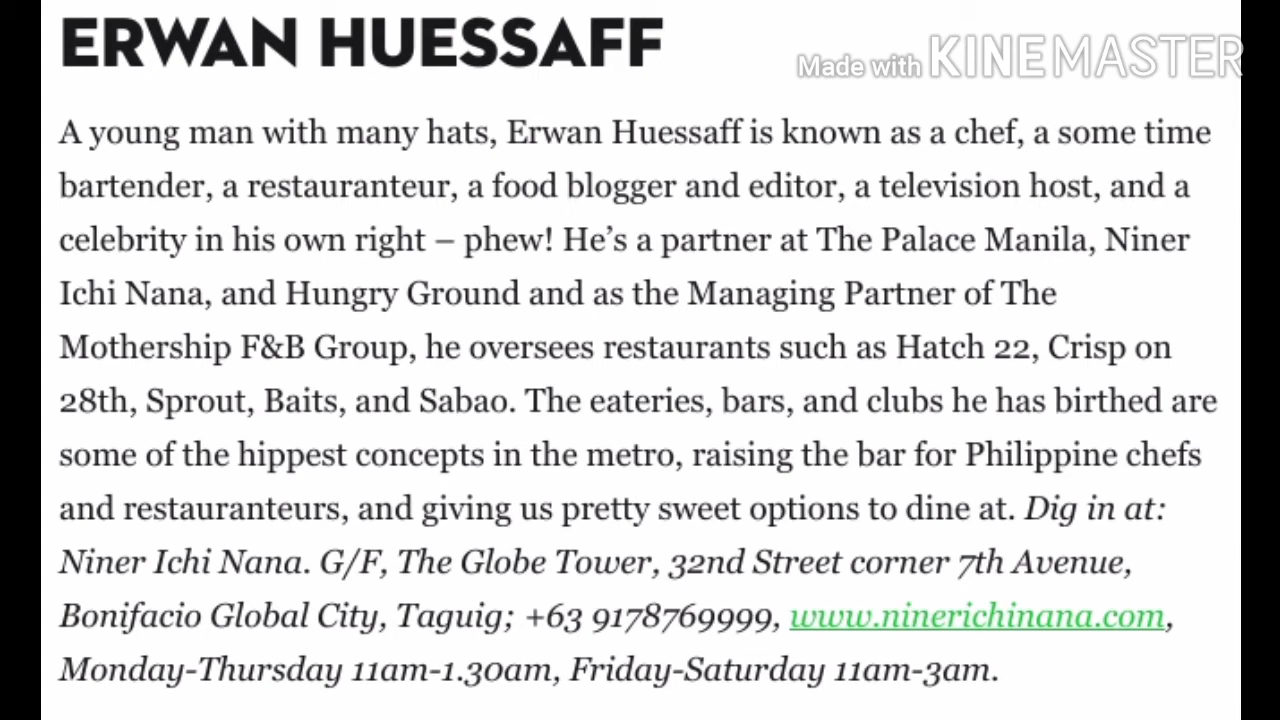 ERWAN HUESSAFF
Made with KINEMASTER
A young man with many hats, Erwan Huessaff is known as a chef, a some time
bartender, a restauranteur, a food blogger and editor, a television host, and a
celebrity in his own right – phew! He’s a partner at The Palace Manila, Niner
Ichi Nana, and Hungry Ground and as the Managing Partner of The
Mothership F&B Group, he oversees restaurants such as Hatch 22, Crisp on
28th, Sprout, Baits, and Sabao. The eateries, bars, and clubs he has birthed are
some of the hippest concepts in the metro, raising the bar for Philippine chefs
and restauranteurs, and giving us pretty sweet options to dine at. Dig in at:
Niner Ichi Nana. G/F, The Globe Tower, 32nd Street corner 7th Avenue,
Bonifacio Global City, Taguig; +63 9178769999, www.ninerichinana.com,
Monday-Thursday 11am-1.30am, Friday-Saturday 11am-3am.